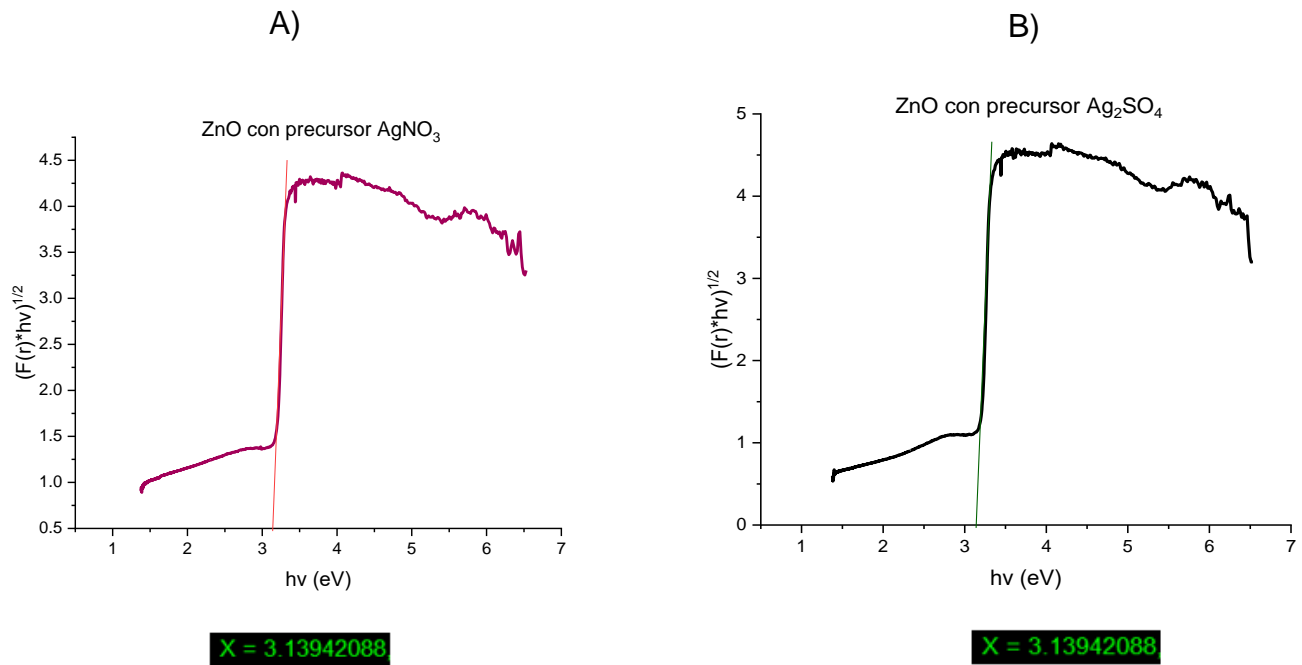 A)
ZnO con precursor AgNO₃
4.5
4.0
3.5
3.0
2.5
2.0
1.5
1.0
0.5
(F(r)*hv)^1/2
1 2 3 4 5 6 7
hv (eV)
X = 3.13942088,
B)
ZnO con precursor Ag₂SO₄
5
4
3
2
1
0
(F(r)*hv)^1/2
1 2 3 4 5 6 7
hv (eV)
X = 3.13942088,